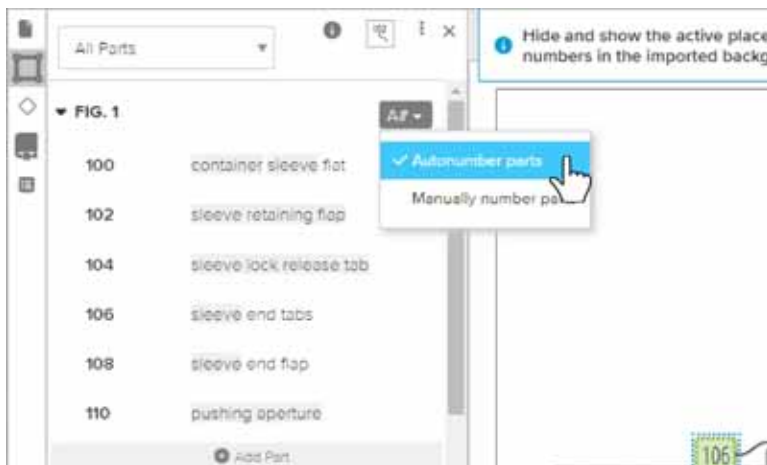 All Parts
Hide and show the active place
numbers in the imported backg
FIG. 1
A#
100 container sleeve flat
Autonumber parts
Manually number par
102 sleeve retaining flap
104 sleeve lock release tab
106 sleeve end tabs
108 sleeve end flap
110 pushing aperture
Add Part
106